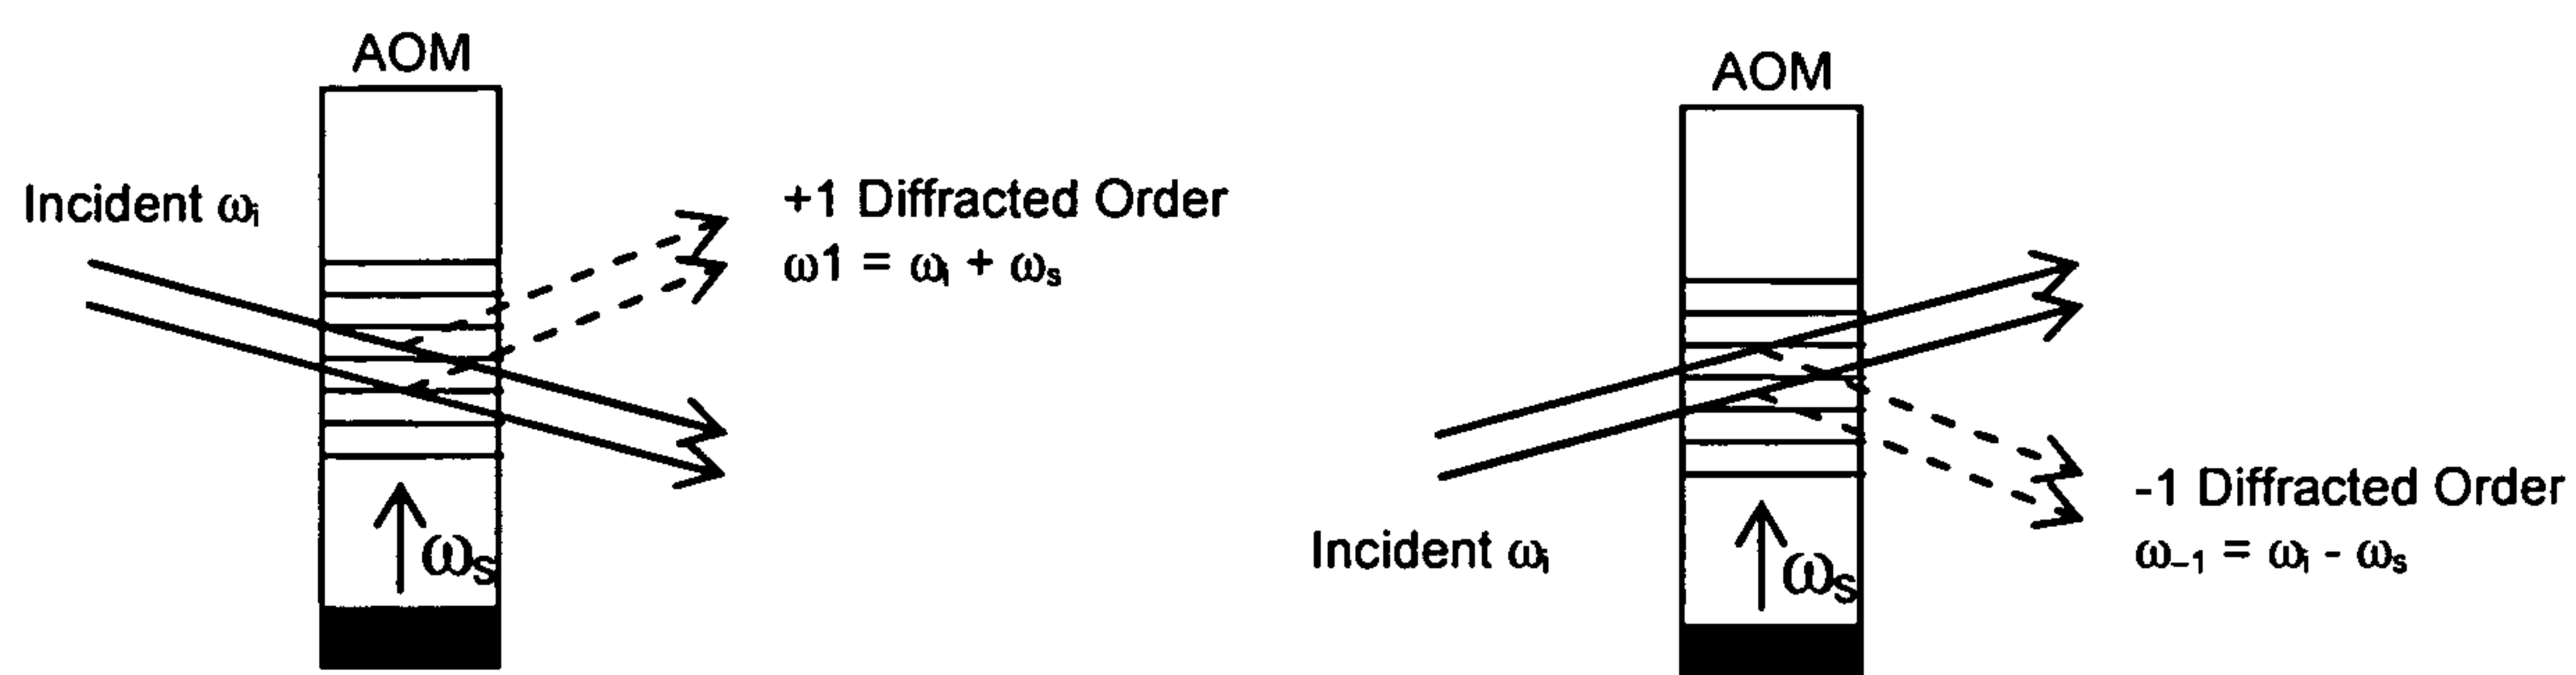 AOM
Incident ωi
+1 Diffracted Order
ω1 = ωi + ωs
ωs
AOM
Incident ωi
-1 Diffracted Order
ω-1 = ωi - ωs
ωs